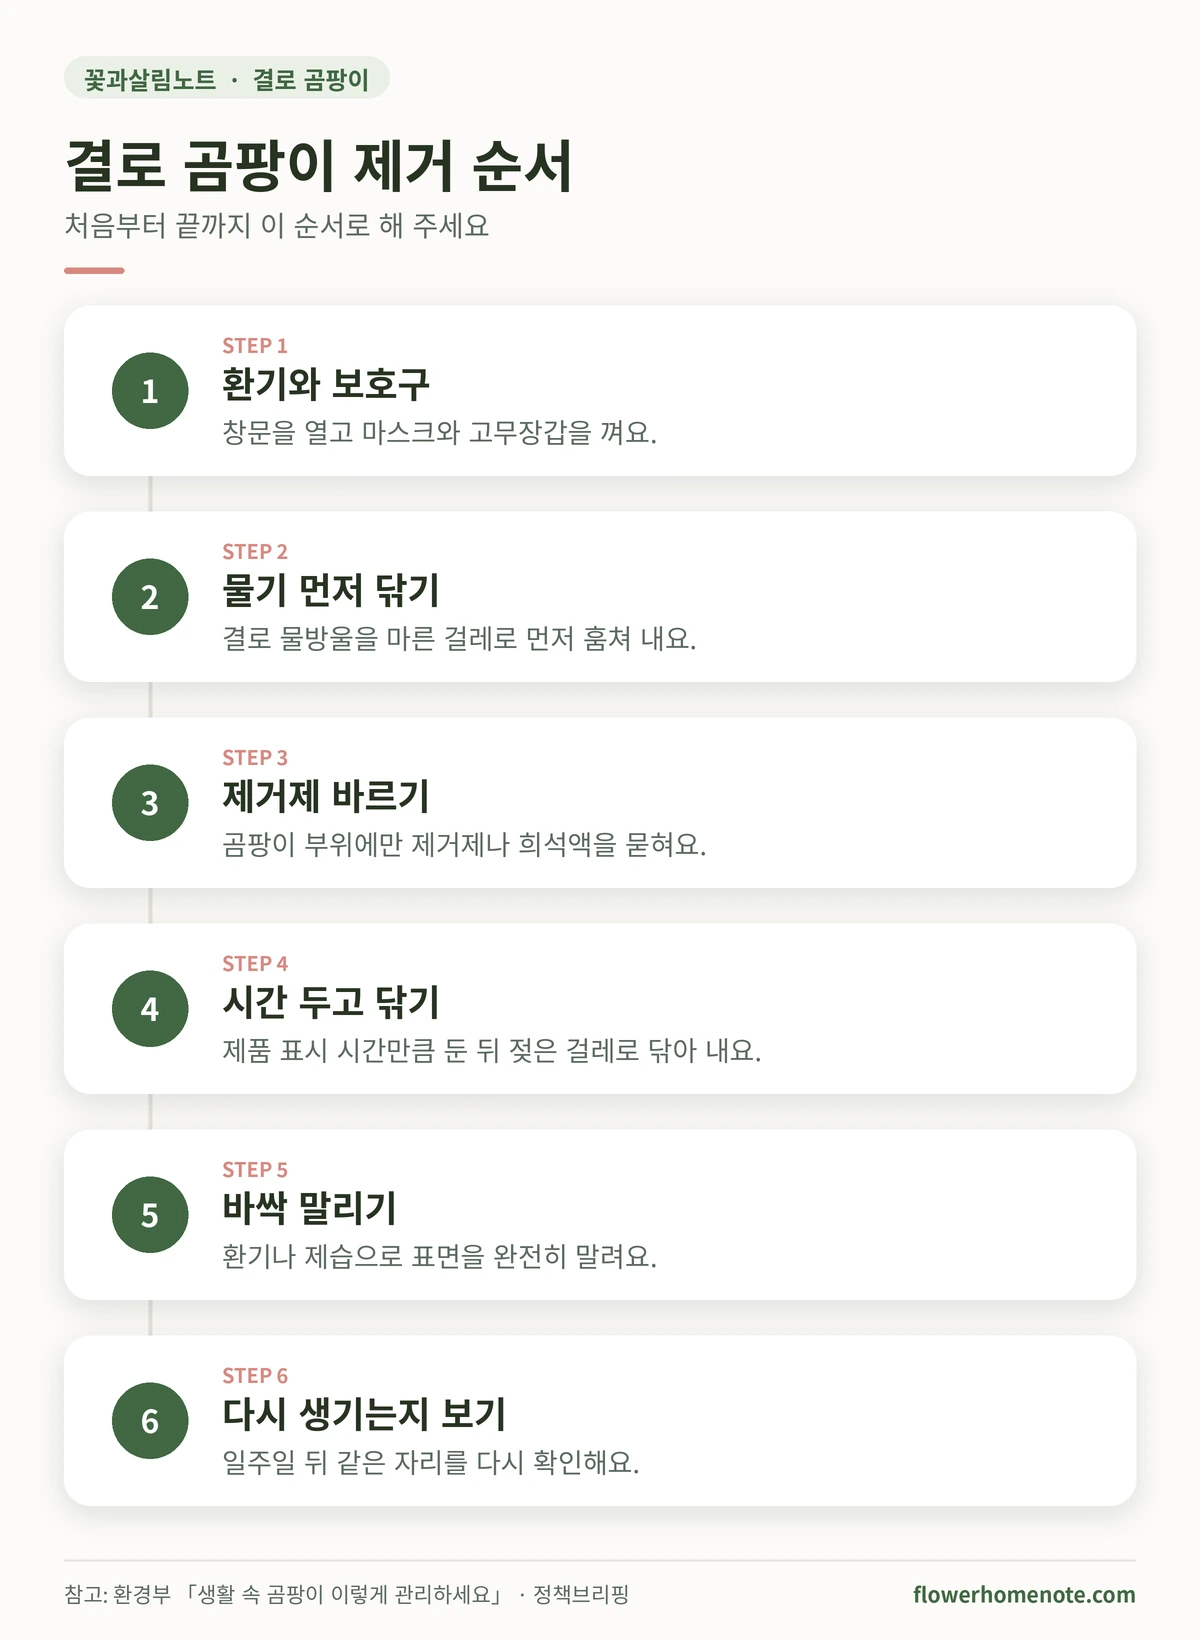 꽃과살림노트 · 결로 곰팡이
결로 곰팡이 제거 순서
처음부터 끝까지 이 순서로 해 주세요
1
STEP 1
환기와 보호구
창문을 열고 마스크와 고무장갑을 껴요.
2
STEP 2
물기 먼저 닦기
결로 물방울을 마른 걸레로 먼저 훔쳐 내요.
3
STEP 3
제거제 바르기
곰팡이 부위에만 제거제나 희석액을 묻혀요.
4
STEP 4
시간 두고 닦기
제품 표시 시간만큼 둔 뒤 젖은 걸레로 닦아 내요.
5
STEP 5
바싹 말리기
환기나 제습으로 표면을 완전히 말려요.
6
STEP 6
다시 생기는지 보기
일주일 뒤 같은 자리를 다시 확인해요.
참고: 환경부 「생활 속 곰팡이 이렇게 관리하세요」 · 정책브리핑
flowerhomenote.com